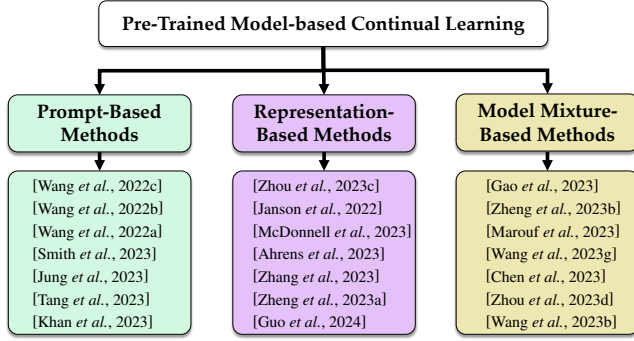 Pre-Trained Model-based Continual Learning
Prompt-Based
Methods
[Wang et al., 2022c]
[Wang et al., 2022b]
[Wang et al., 2022a]
[Smith et al., 2023]
[Jung et al., 2023]
[Tang et al., 2023]
[Khan et al., 2023]
Representation-
Based Methods
[Zhou et al., 2023c]
[Janson et al., 2022]
[McDonnell et al., 2023]
[Ahrens et al., 2023]
[Zhang et al., 2023]
[Zheng et al., 2023a]
[Guo et al., 2024]
Model Mixture-
Based Methods
[Gao et al., 2023]
[Zheng et al., 2023b]
[Marouf et al., 2023]
[Wang et al., 2023g]
[Chen et al., 2023]
[Zhou et al., 2023d]
[Wang et al., 2023b]